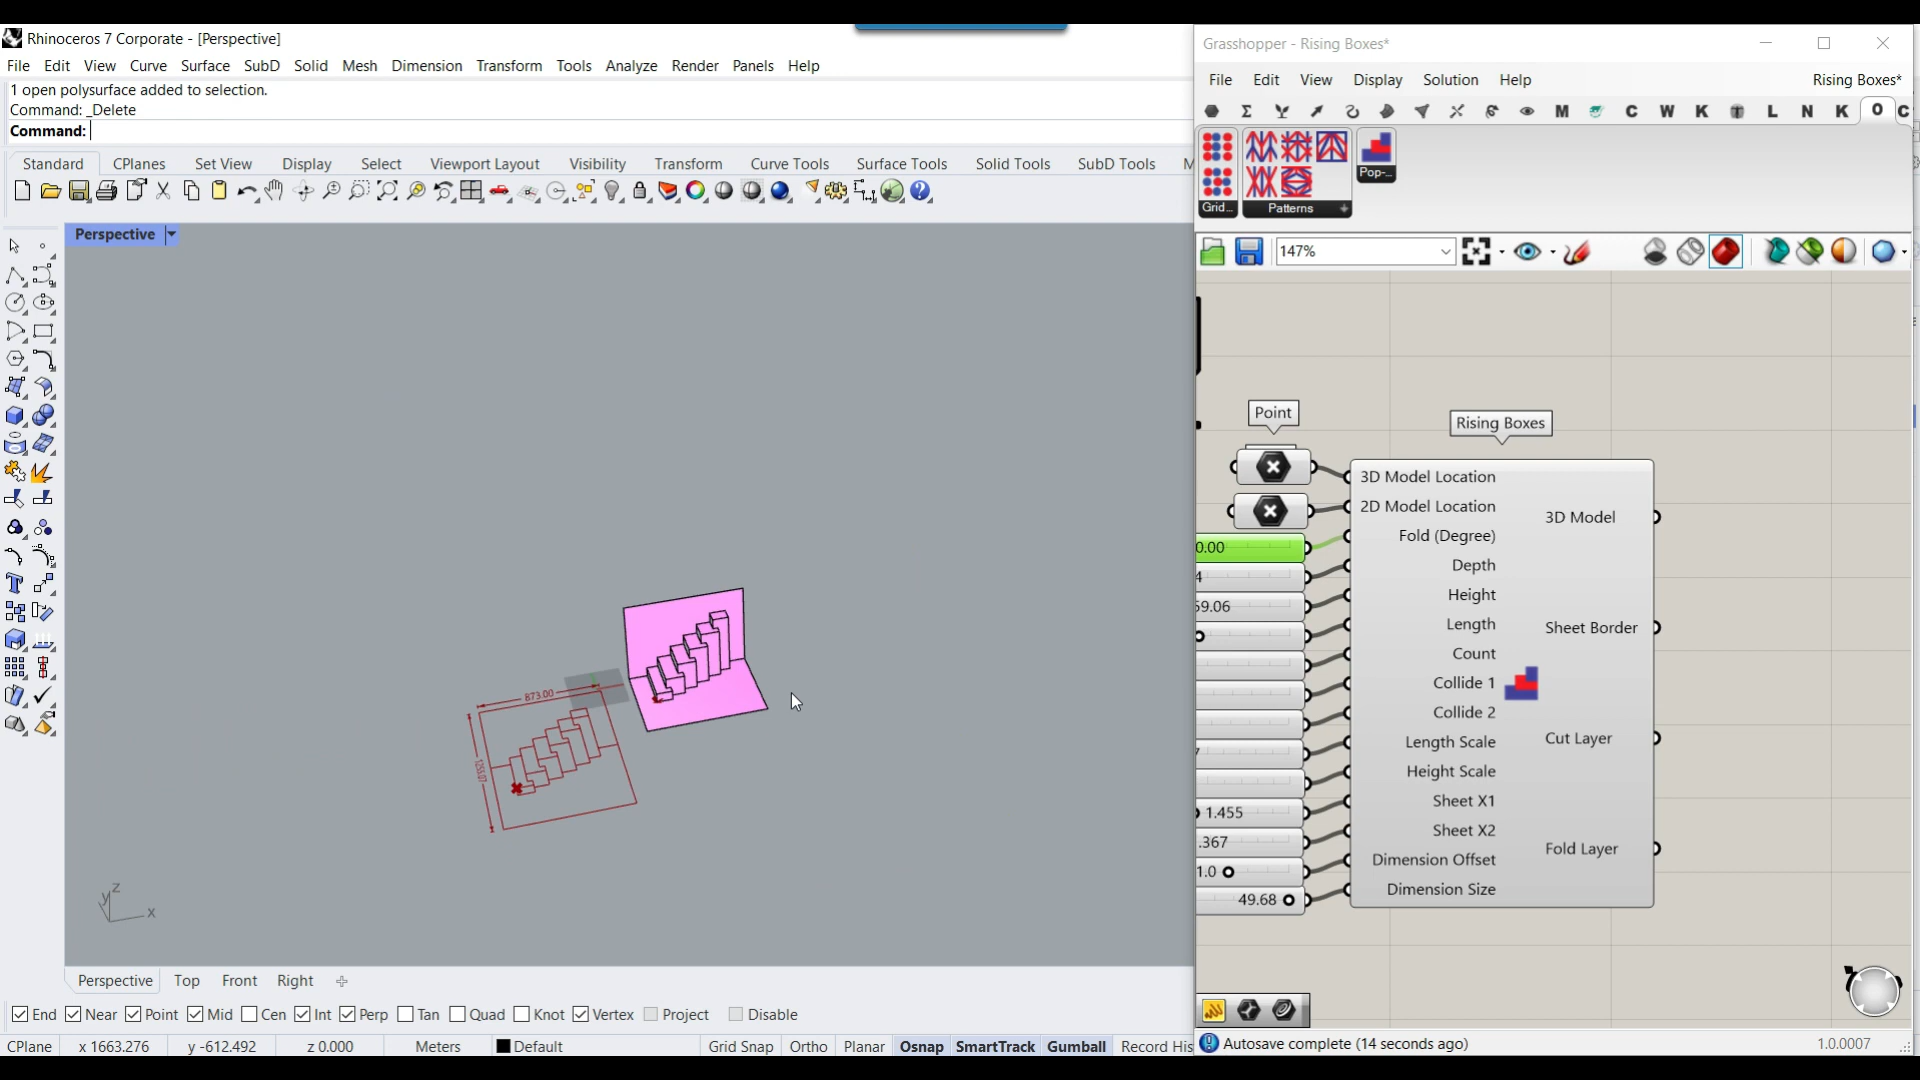 Rhinoceros 7 Corporate - [Perspective]
File Edit View Curve Surface SubD Solid Mesh Dimension Transform Tools Analyze Render Panels Help
1 open polysurface added to selection.
Command: _Delete
Command:
Standard CPlanes Set View Display Select Viewport Layout Visibility Transform Curve Tools Surface Tools Solid Tools SubD Tools M
Perspective
873.00
Perspective Top Front Right
End Near Point Mid Cen Int Perp Tan Quad Knot Vertex Project Disable
CPlane x 1663.276 y -612.492 z 0.000 Meters Default Grid Snap Ortho Planar Osnap SmartTrack Gumball Record His
Grasshopper - Rising Boxes*
File Edit View Display Solution Help Rising Boxes*
M C W K L N K O C
Grid... Patterns Pop-...
147%
Point
Rising Boxes
3D Model Location
2D Model Location
Fold (Degree)
Depth
Height
Length
Count
Collide 1
Collide 2
Length Scale
Height Scale
Sheet X1
Sheet X2
Dimension Offset
Dimension Size
3D Model
Sheet Border
Cut Layer
Fold Layer
0.00
4
59.06
7
1.455
.367
1.0
49.68
Autosave complete (14 seconds ago) 1.0.0007
x
y
z